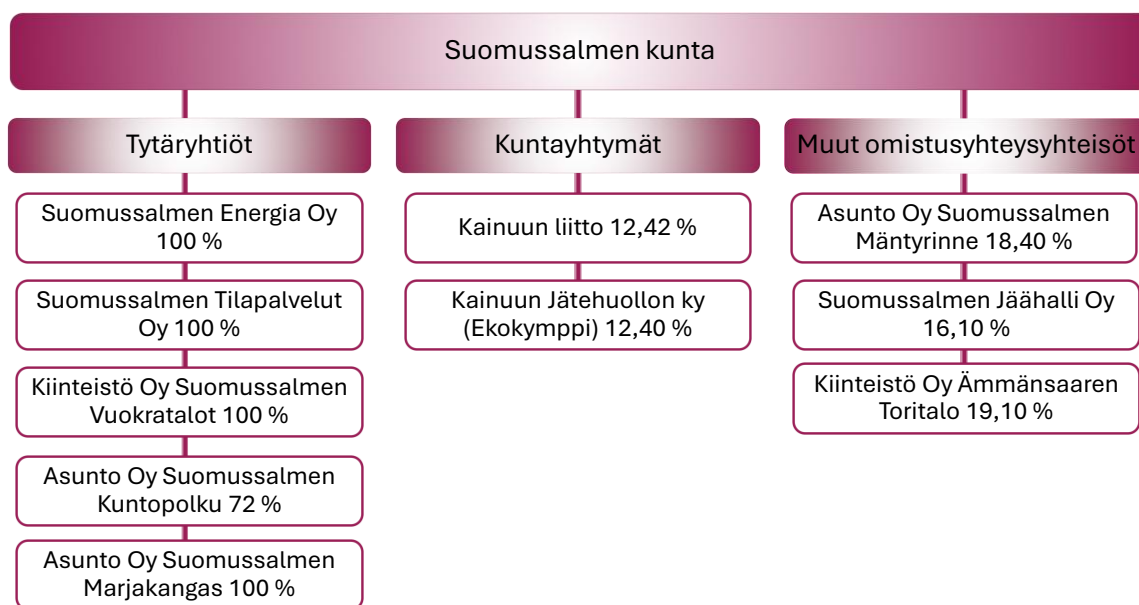 Suomussalmen kunta
Tytäryhtiöt
Suomussalmen Energia Oy
100 %
Suomussalmen Tilapalvelut
Oy 100 %
Kiinteistö Oy Suomussalmen
Vuokratalot 100 %
Asunto Oy Suomussalmen
Kuntopolku 72 %
Asunto Oy Suomussalmen
Marjakangas 100 %
Kuntayhtymät
Kainuun liitto 12,42 %
Kainuun Jätehuollon ky
(Ekokymppi) 12,40 %
Muut omistusyhteysyhteisöt
Asunto Oy Suomussalmen
Mäntyrinne 18,40 %
Suomussalmen Jäähalli Oy
16,10 %
Kiinteistö Oy Ämmänsaaren
Toritalo 19,10 %